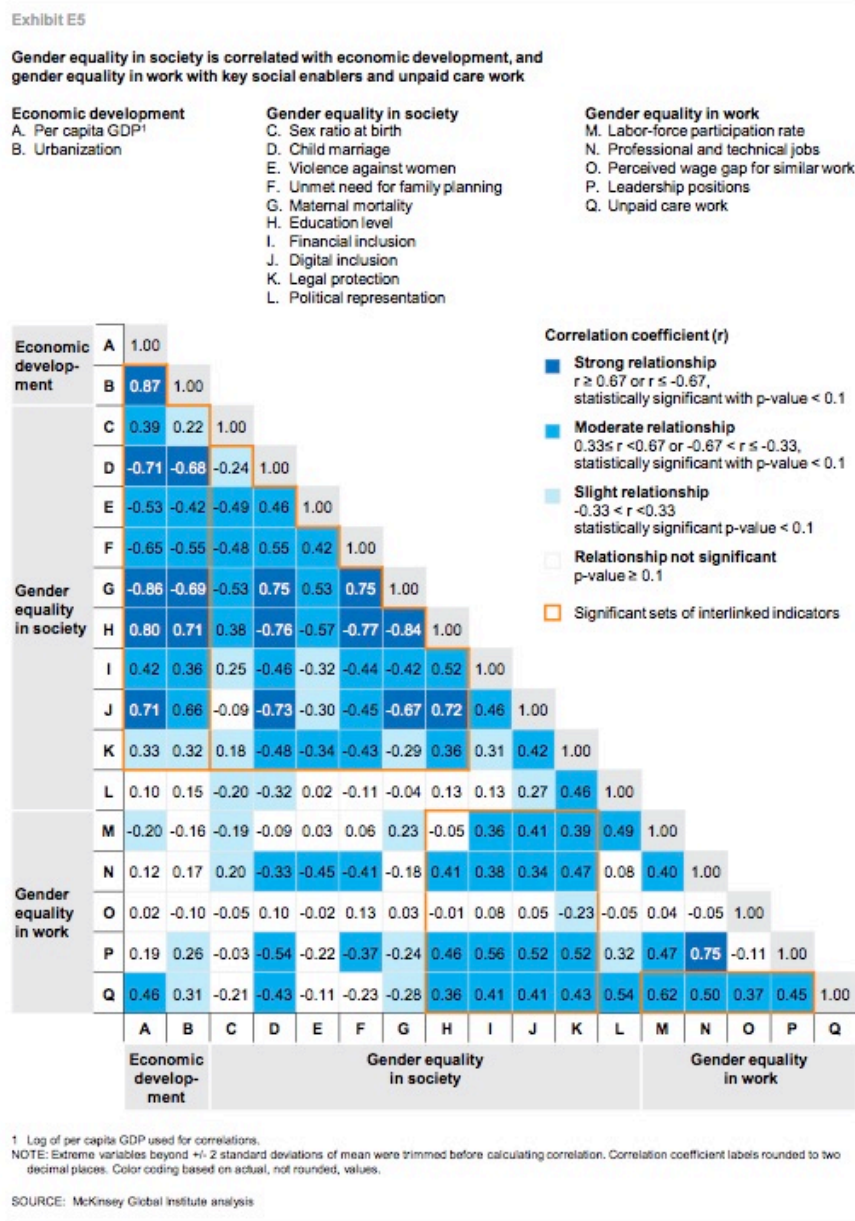 Exhibit E5
Gender equality in society is correlated with economic development, and
gender equality in work with key social enablers and unpaid care work
Economic development
A. Per capita GDP¹
B. Urbanization
Gender equality in society
C. Sex ratio at birth
D. Child marriage
E. Violence against women
F. Unmet need for family planning
G. Maternal mortality
H. Education level
I. Financial inclusion
J. Digital inclusion
K. Legal protection
L. Political representation
Gender equality in work
M. Labor-force participation rate
N. Professional and technical jobs
O. Perceived wage gap for similar work
P. Leadership positions
Q. Unpaid care work
Correlation coefficient (r)
Strong relationship
r ≥ 0.67 or r ≤ -0.67,
statistically significant with p-value < 0.1
Moderate relationship
0.33≤ r <0.67 or -0.67 < r ≤ -0.33,
statistically significant with p-value < 0.1
Slight relationship
-0.33 < r <0.33
statistically significant p-value < 0.1
Relationship not significant
p-value ≥ 0.1
Significant sets of interlinked indicators
Economic
develop-
ment
A 1.00
B 0.87 1.00
Gender
equality
in society
C 0.39 0.22 1.00
D -0.71 -0.68 -0.24 1.00
E -0.53 -0.42 -0.49 0.46 1.00
F -0.65 -0.55 -0.48 0.55 0.42 1.00
G -0.86 -0.69 -0.53 0.75 0.53 0.75 1.00
H 0.80 0.71 0.38 -0.76 -0.57 -0.77 -0.84 1.00
I 0.42 0.36 0.25 -0.46 -0.32 -0.44 -0.42 0.52 1.00
J 0.71 0.66 -0.09 -0.73 -0.30 -0.45 -0.67 0.72 0.46 1.00
K 0.33 0.32 0.18 -0.48 -0.34 -0.43 -0.29 0.36 0.31 0.42 1.00
L 0.10 0.15 -0.20 -0.32 0.02 -0.11 -0.04 0.13 0.13 0.27 0.46 1.00
Gender
equality
in work
M -0.20 -0.16 -0.19 -0.09 0.03 0.06 0.23 -0.05 0.36 0.41 0.39 0.49 1.00
N 0.12 0.17 0.20 -0.33 -0.45 -0.41 -0.18 0.41 0.38 0.34 0.47 0.08 0.40 1.00
O 0.02 -0.10 -0.05 0.10 -0.02 0.13 0.03 -0.01 0.08 0.05 -0.23 -0.05 0.04 -0.05 1.00
P 0.19 0.26 -0.03 -0.54 -0.22 -0.37 -0.24 0.46 0.56 0.52 0.52 0.32 0.47 0.75 -0.11 1.00
Q 0.46 0.31 -0.21 -0.43 -0.11 -0.23 -0.28 0.36 0.41 0.41 0.43 0.54 0.62 0.50 0.37 0.45 1.00
A B C D E F G H I J K L M N O P Q
Economic
develop-
ment
Gender equality
in society
Gender equality
in work
1 Log of per capita GDP used for correlations.
NOTE: Extreme variables beyond +/- 2 standard deviations of mean were trimmed before calculating correlation. Correlation coefficient labels rounded to two
decimal places. Color coding based on actual, not rounded, values.
SOURCE: McKinsey Global Institute analysis